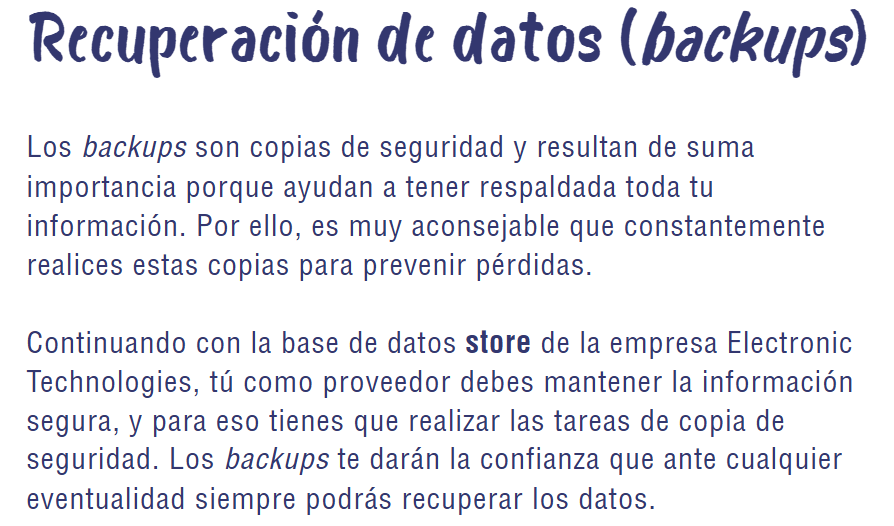 Recuperación de datos (backups)
Los backups son copias de seguridad y resultan de suma
importancia porque ayudan a tener respaldada toda tu
información. Por ello, es muy aconsejable que constantemente
realices estas copias para prevenir pérdidas.
Continuando con la base de datos store de la empresa Electronic
Technologies, tú como proveedor debes mantener la información
segura, y para eso tienes que realizar las tareas de copia de
seguridad. Los backups te darán la confianza que ante cualquier
eventualidad siempre podrás recuperar los datos.